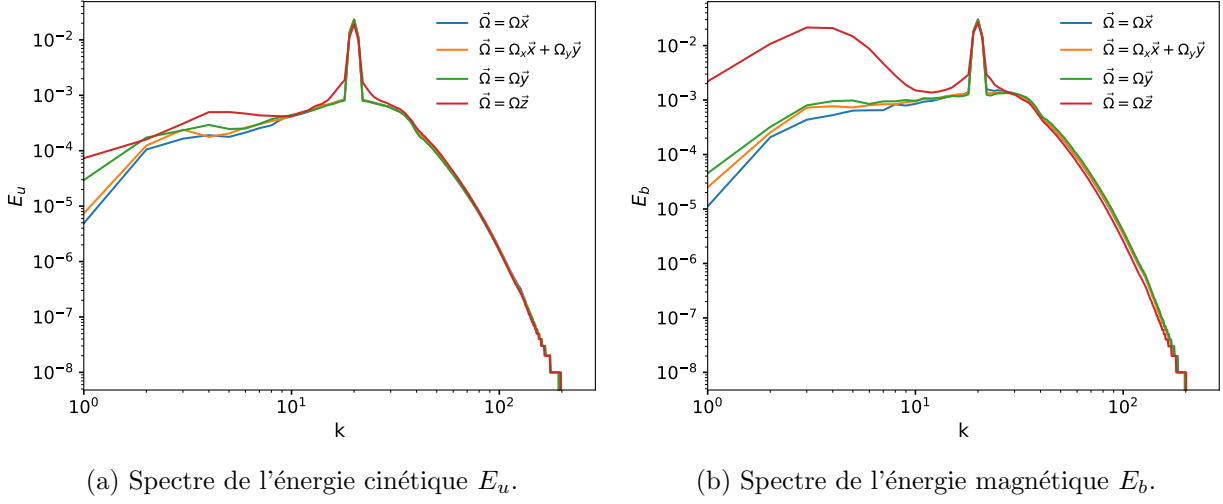 10⁻²
10⁻³
10⁻⁴
10⁻⁵
10⁻⁶
10⁻⁷
10⁻⁸
E_u
10⁰
10¹
10²
k
Ω⃗ = Ωx⃗
Ω⃗ = Ωₓx⃗ + Ω_yy⃗
Ω⃗ = Ωy⃗
Ω⃗ = Ωz⃗
(a) Spectre de l'énergie cinétique E_u.
10⁻²
10⁻³
10⁻⁴
10⁻⁵
10⁻⁶
10⁻⁷
10⁻⁸
E_b
10⁰
10¹
10²
k
Ω⃗ = Ωx⃗
Ω⃗ = Ωₓx⃗ + Ω_yy⃗
Ω⃗ = Ωy⃗
Ω⃗ = Ωz⃗
(b) Spectre de l'énergie magnétique E_b.